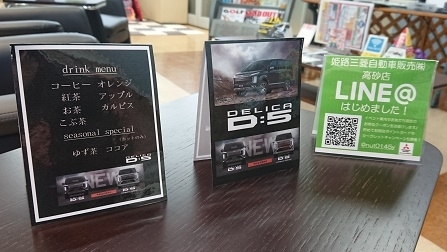 drink menu
コーヒー オレンジ
紅茶 アップル
お茶 カルピス
こぶ茶
seasonal special
ゆず茶 ココア
NEW
D:5
DELICA
D:5
NEW
姫路三菱自動車販売㈱
高砂店
LINE@
はじめました！